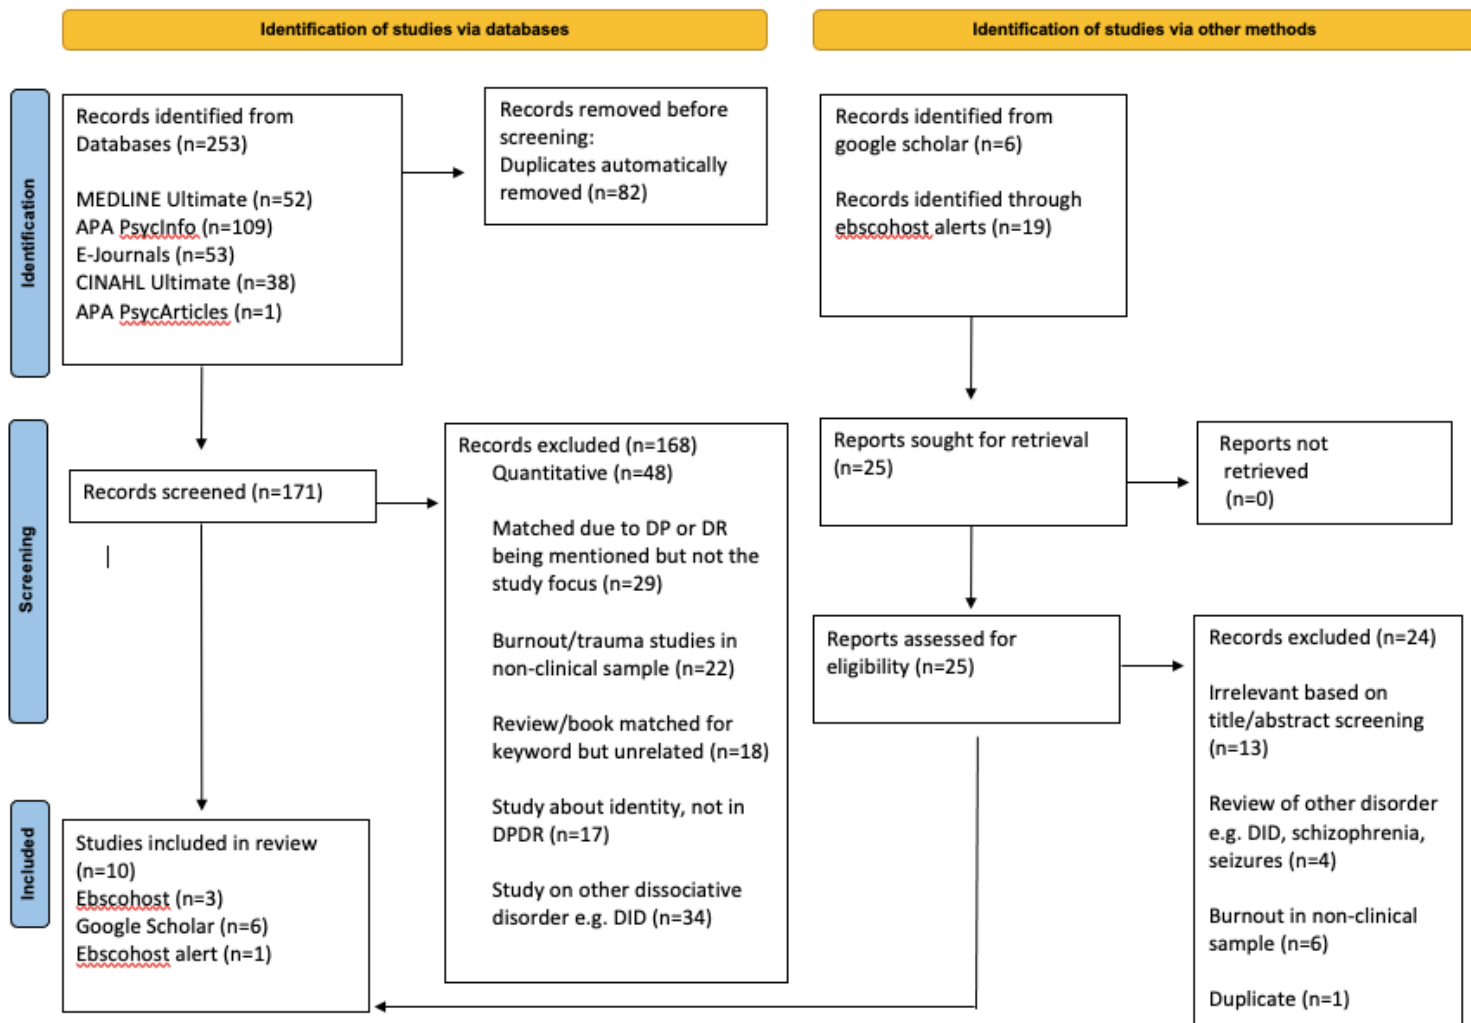 Identification of studies via databases
Identification of studies via other methods
Identification
Records identified from
Databases (n=253)
MEDLINE Ultimate (n=52)
APA PsycInfo (n=109)
E-Journals (n=53)
CINAHL Ultimate (n=38)
APA PsycArticles (n=1)
Records removed before
screening:
Duplicates automatically
removed (n=82)
Records identified from
google scholar (n=6)
Records identified through
ebscohost alerts (n=19)
Screening
Records screened (n=171)
Records excluded (n=168)
Quantitative (n=48)
Matched due to DP or DR
being mentioned but not the
study focus (n=29)
Burnout/trauma studies in
non-clinical sample (n=22)
Review/book matched for
keyword but unrelated (n=18)
Study about identity, not in
DPDR (n=17)
Study on other dissociative
disorder e.g. DID (n=34)
Reports sought for retrieval
(n=25)
Reports not
retrieved
(n=0)
Reports assessed for
eligibility (n=25)
Records excluded (n=24)
Irrelevant based on
title/abstract screening
(n=13)
Review of other disorder
e.g. DID, schizophrenia,
seizures (n=4)
Burnout in non-clinical
sample (n=6)
Duplicate (n=1)
Included
Studies included in review
(n=10)
Ebscohost (n=3)
Google Scholar (n=6)
Ebscohost alert (n=1)